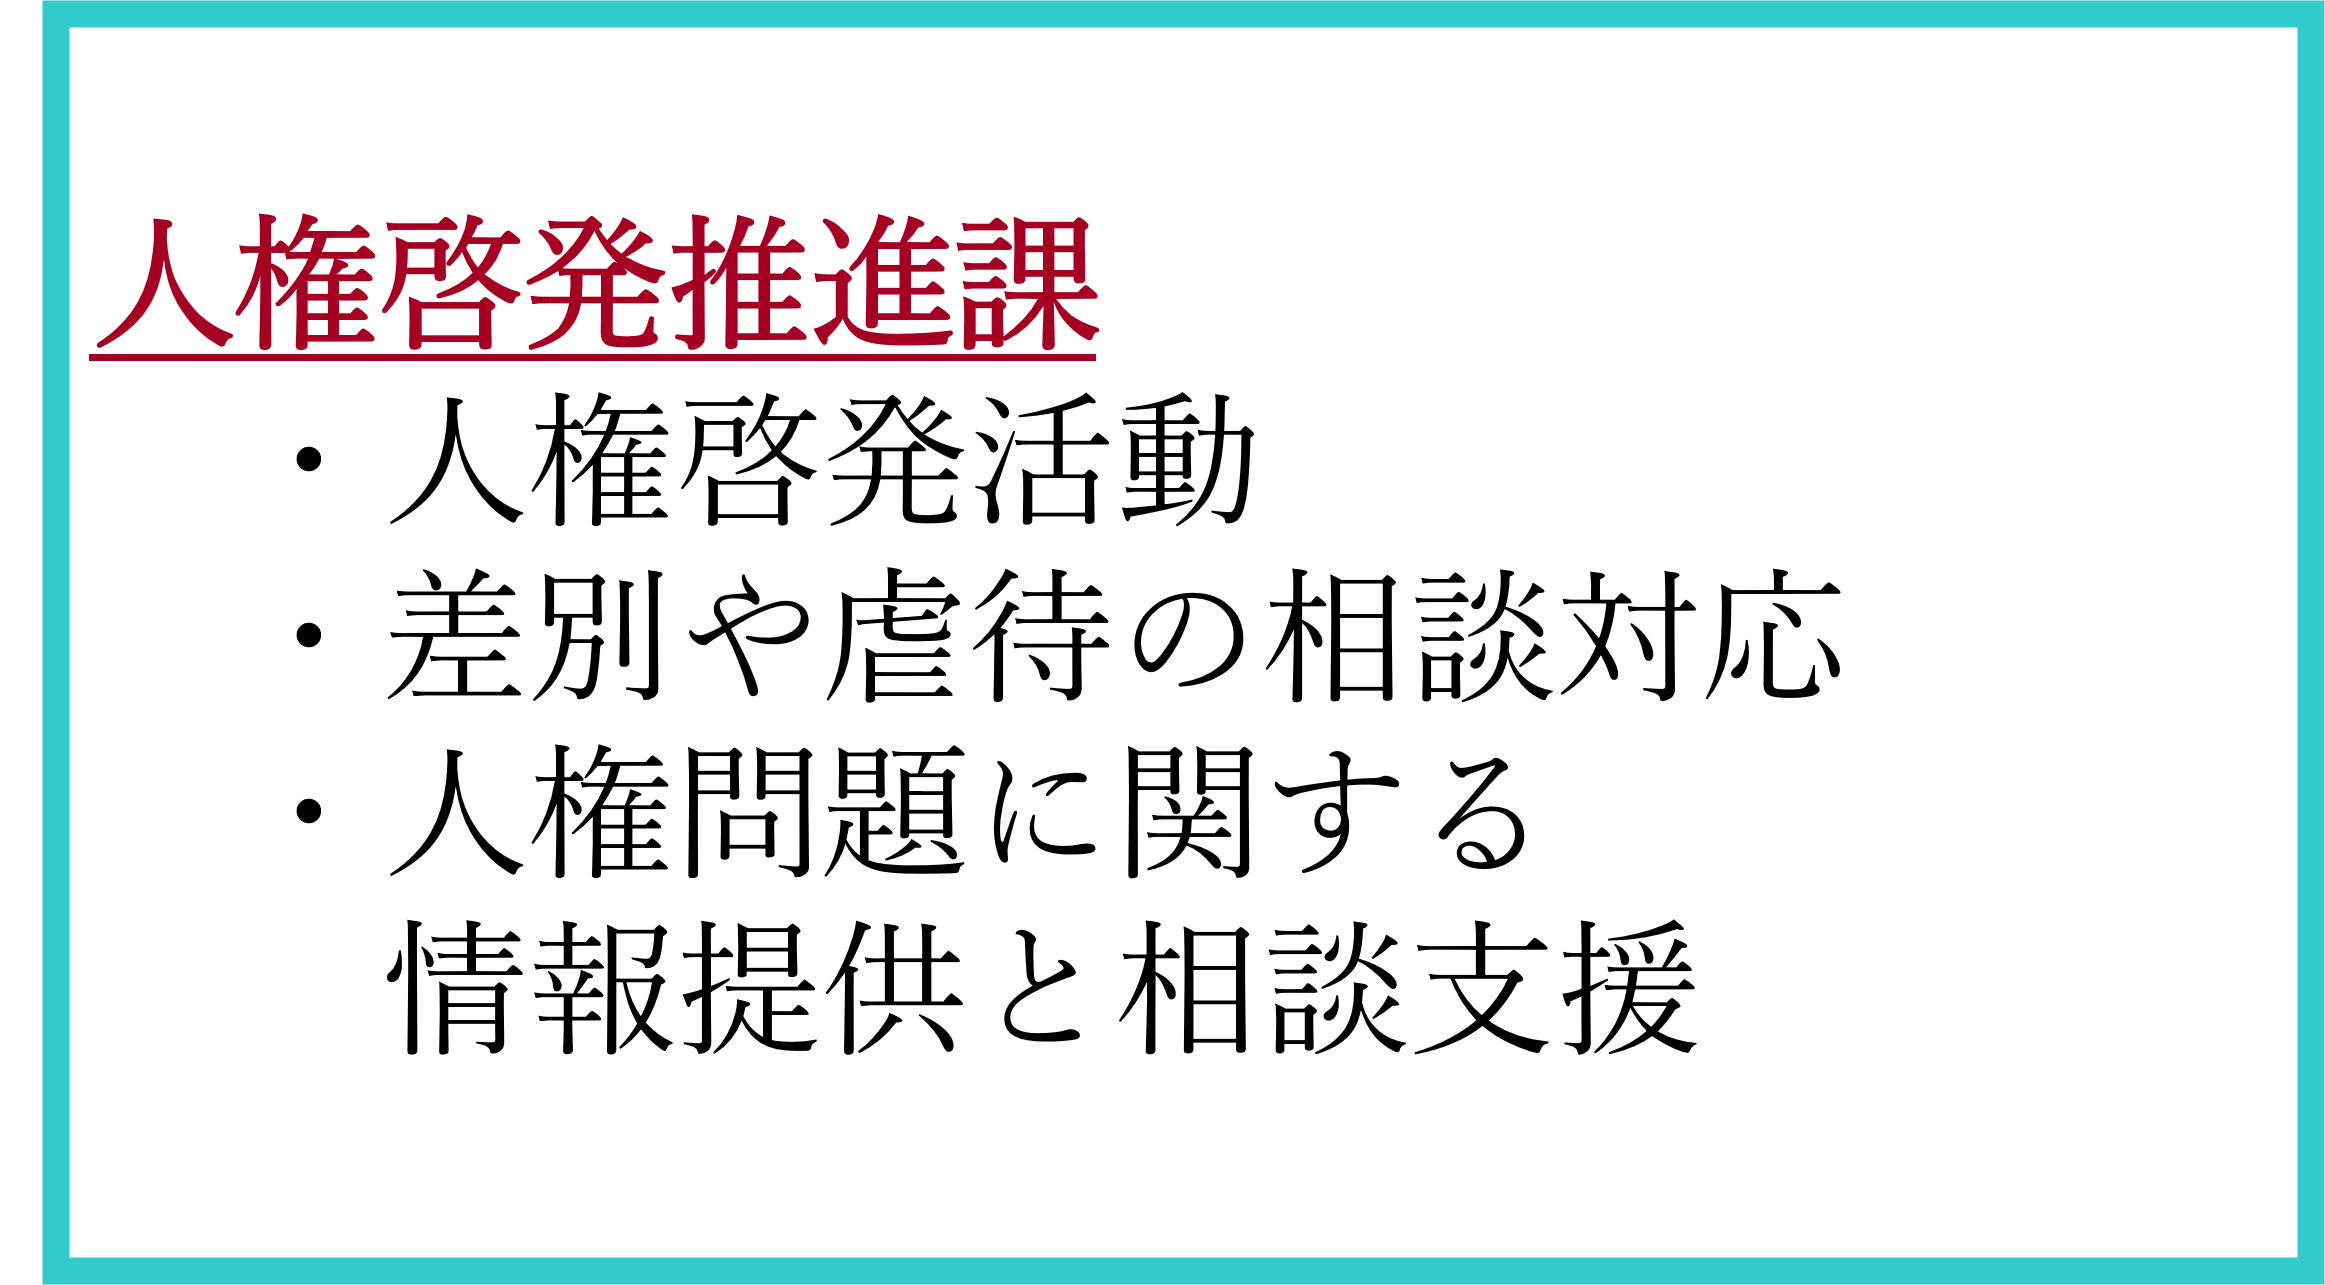 人権啓発推進課
・人権啓発活動
・差別や虐待の相談対応
・人権問題に関する
情報提供と相談支援